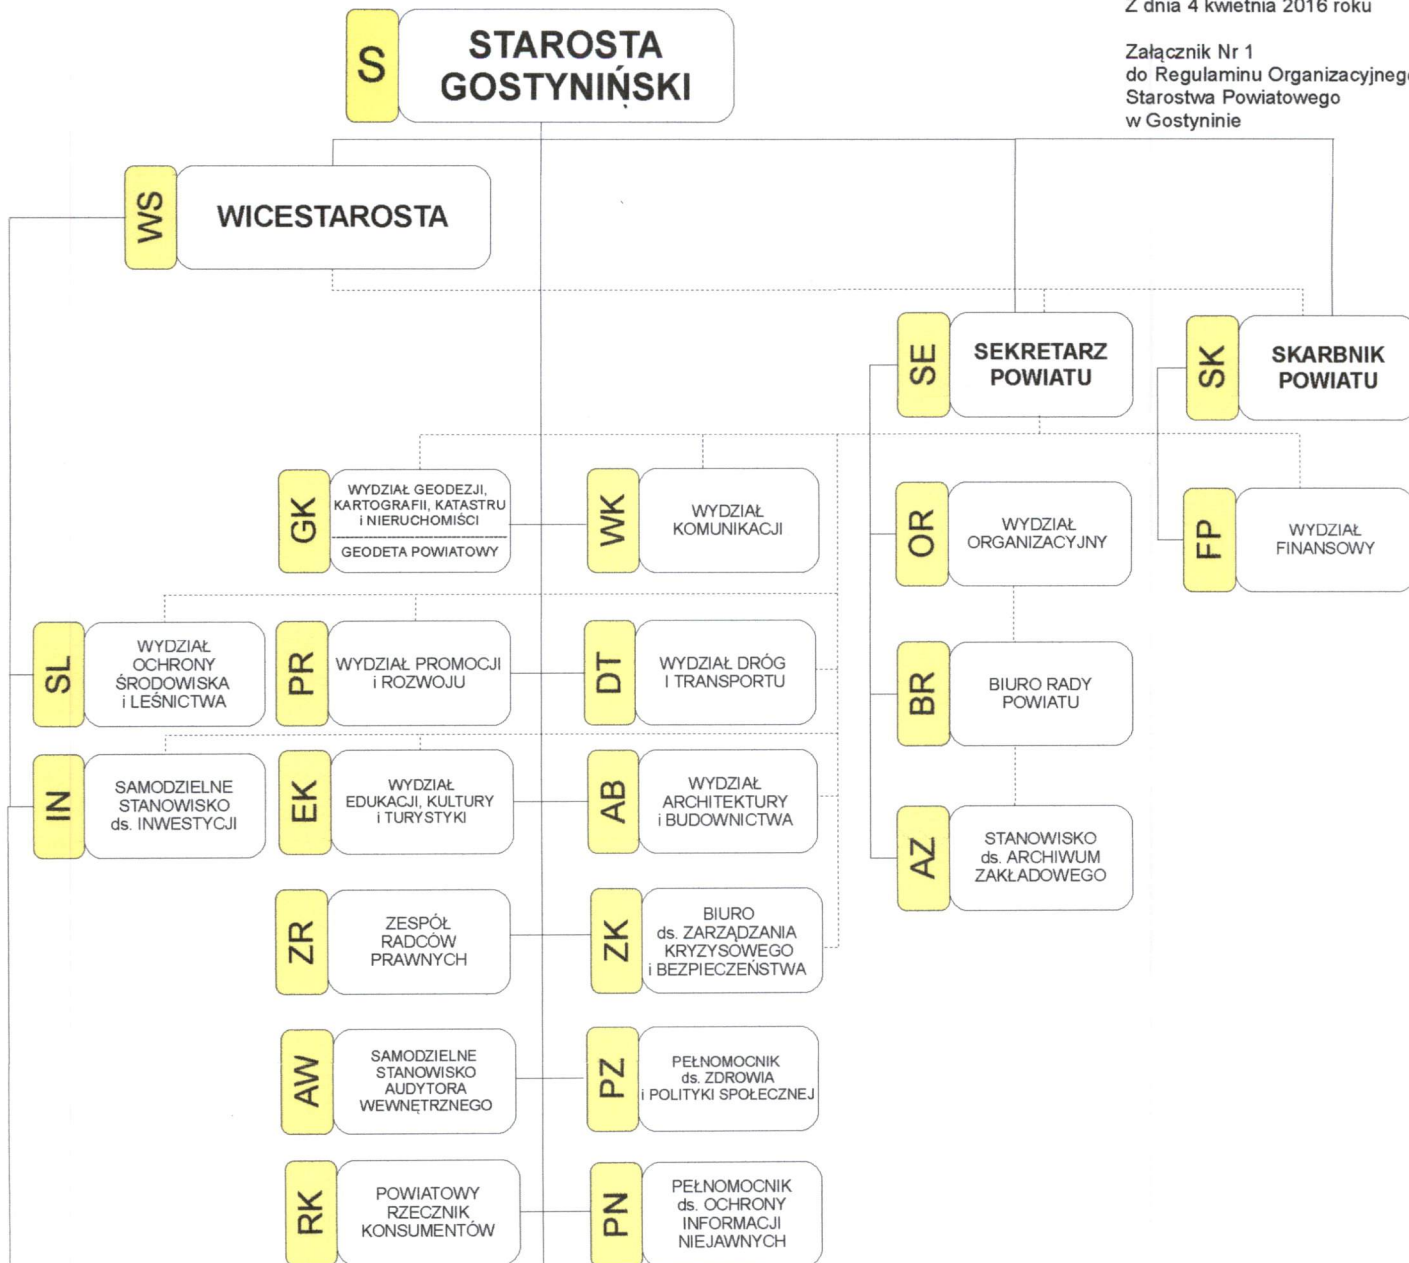 Z dnia 4 kwietnia 2016 roku
Załącznik Nr 1
do Regulaminu Organizacyjnego
Starostwa Powiatowego
w Gostyninie
S
STAROSTA
GOSTYNIŃSKI
WS
WICESTAROSTA
SE
SEKRETARZ
POWIATU
SK
SKARBNIK
POWIATU
GK
WYDZIAŁ GEODEZJI,
KARTOGRAFII, KATASTRU
i NIERUCHOMIŚCI
GEODETA POWIATOWY
WK
WYDZIAŁ
KOMUNIKACJI
OR
WYDZIAŁ
ORGANIZACYJNY
FP
WYDZIAŁ
FINANSOWY
SL
WYDZIAŁ
OCHRONY
ŚRODOWISKA
i LEŚNICTWA
PR
WYDZIAŁ PROMOCJI
i ROZWOJU
DT
WYDZIAŁ DRÓG
I TRANSPORTU
BR
BIURO RADY
POWIATU
IN
SAMODZIELNE
STANOWISKO
ds. INWESTYCJI
EK
WYDZIAŁ
EDUKACJI, KULTURY
i TURYSTYKI
AB
WYDZIAŁ
ARCHITEKTURY
i BUDOWNICTWA
AZ
STANOWISKO
ds. ARCHIWUM
ZAKŁADOWEGO
ZR
ZESPÓŁ
RADCÓW
PRAWNYCH
ZK
BIURO
ds. ZARZĄDZANIA
KRYZYSOWEGO
i BEZPIECZEŃSTWA
AW
SAMODZIELNE
STANOWISKO
AUDYTORA
WEWNĘTRZNEGO
PZ
PEŁNOMOCNIK
ds. ZDROWIA
i POLITYKI SPOŁECZNEJ
RK
POWIATOWY
RZECZNIK
KONSUMENTÓW
PN
PEŁNOMOCNIK
ds. OCHRONY
INFORMACJI
NIEJAWNYCH